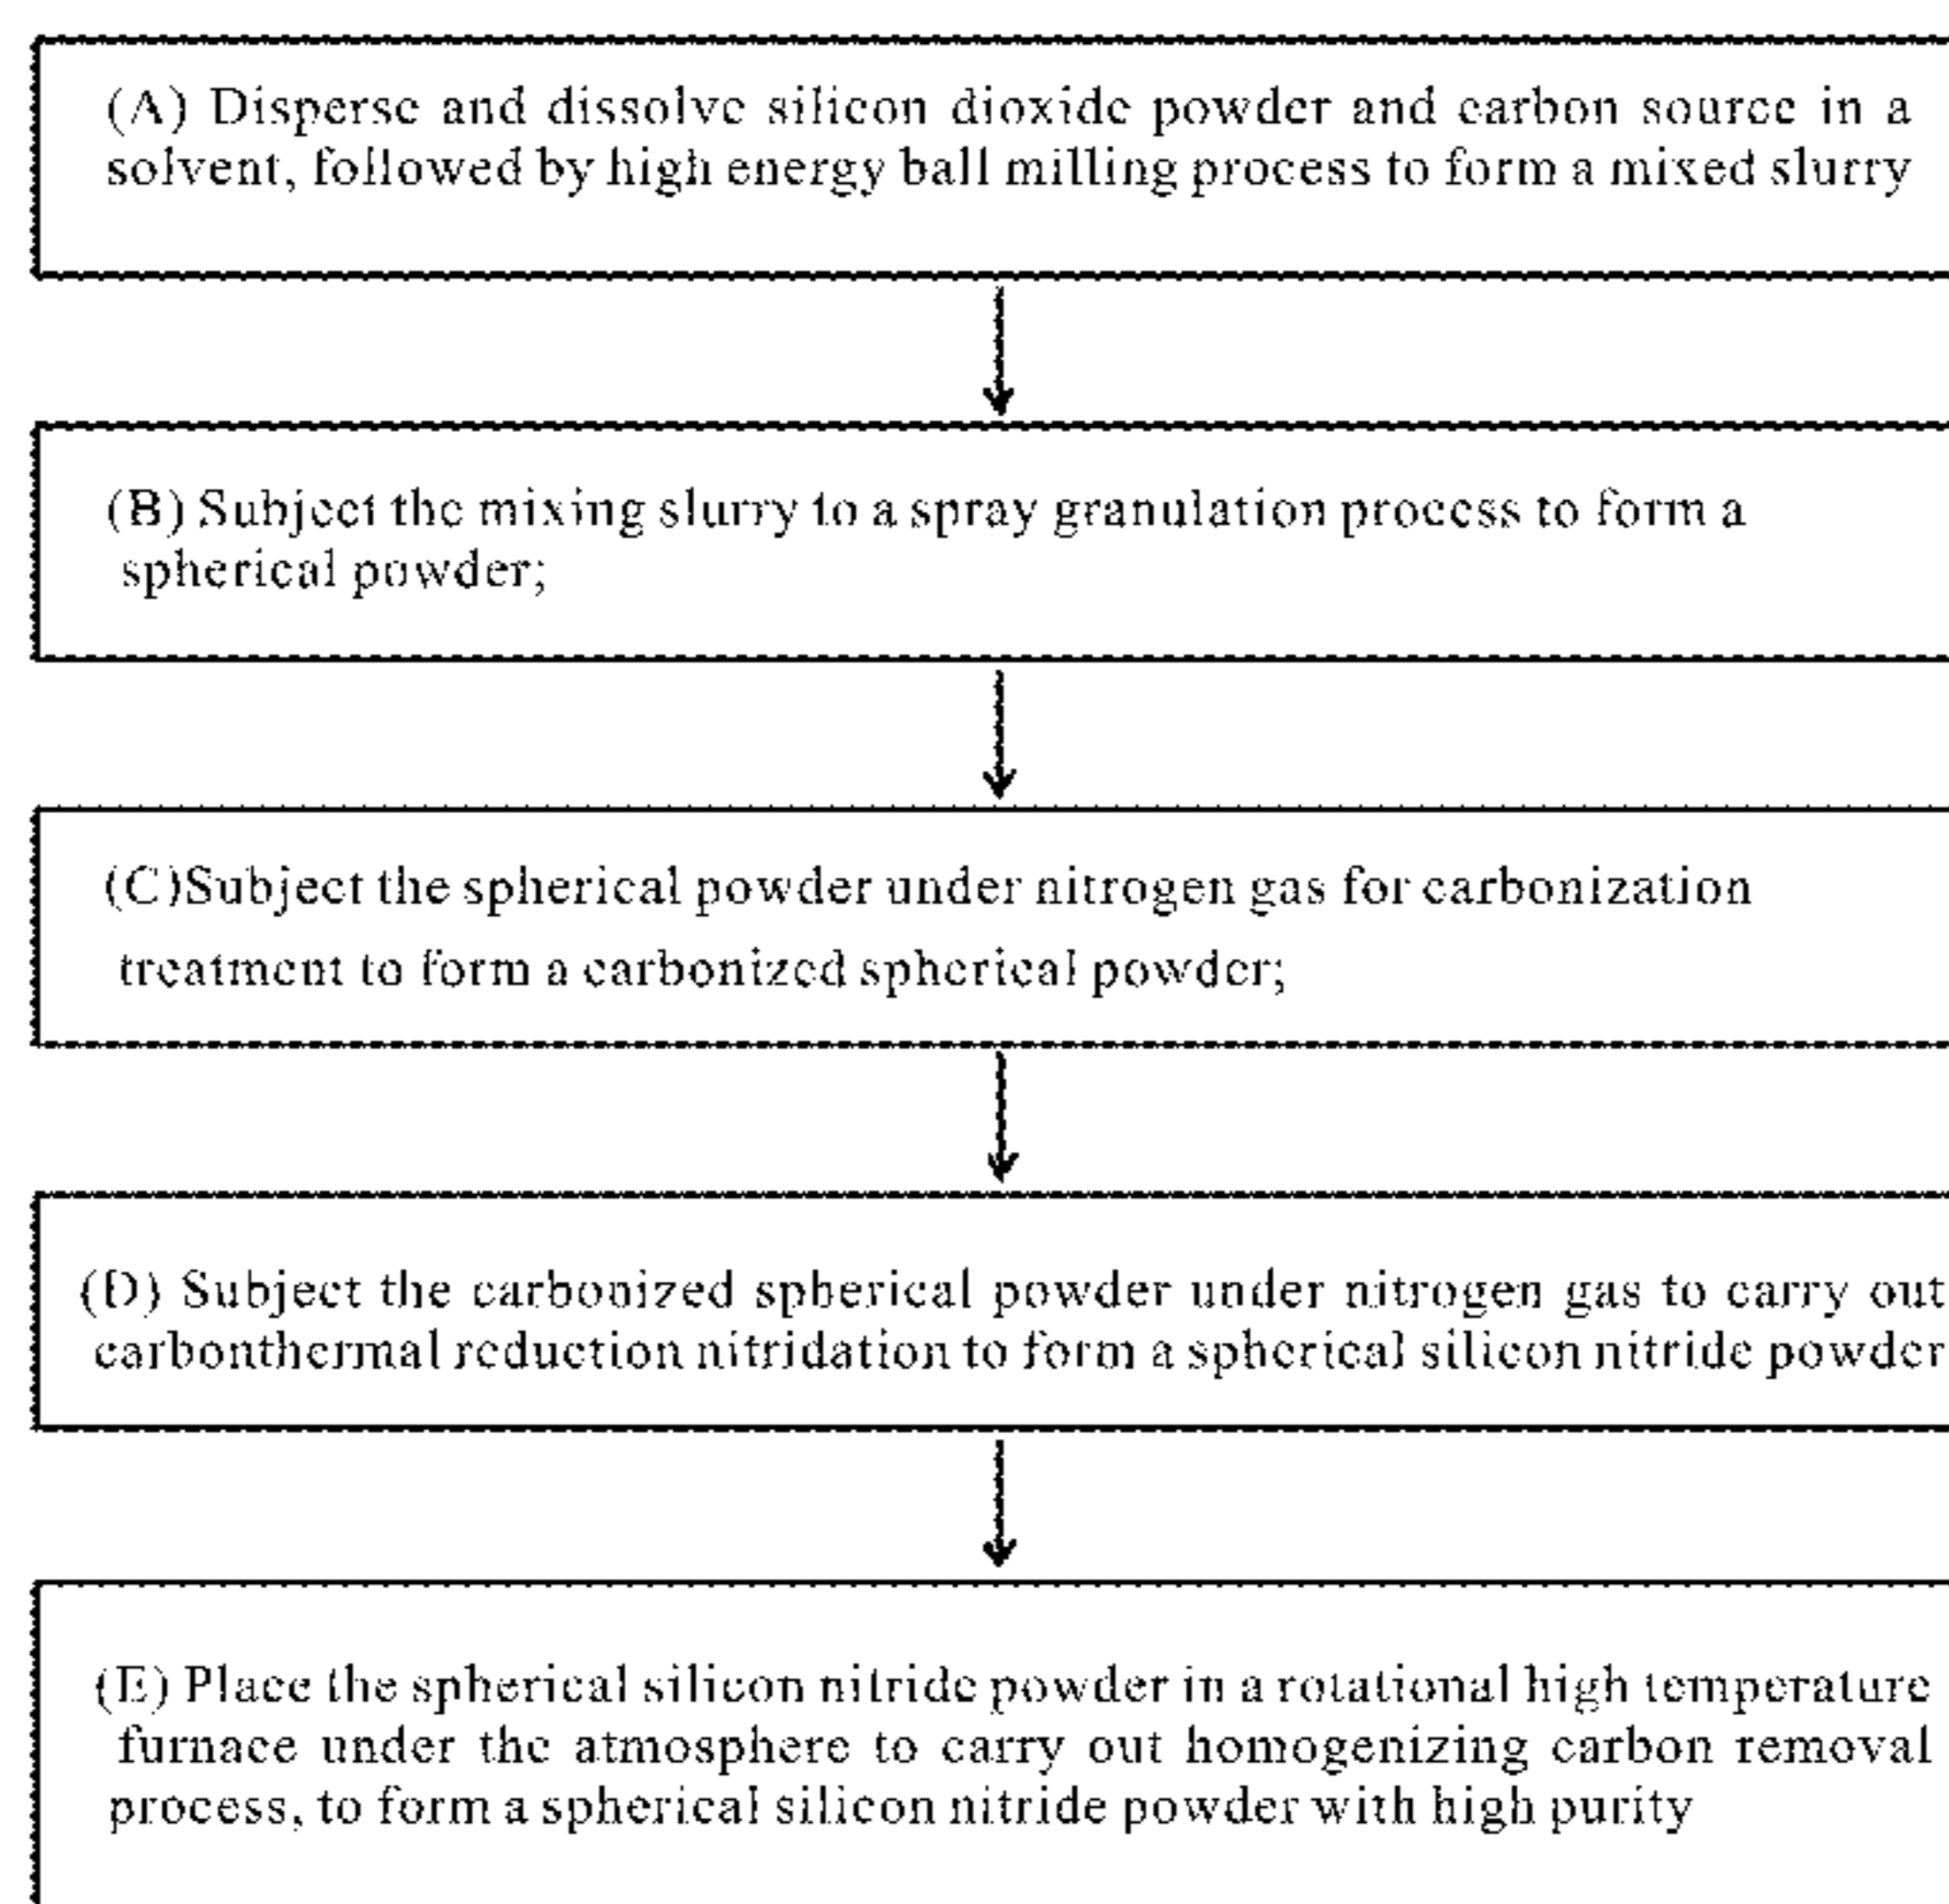 (A) Disperse and dissolve silicon dioxide powder and carbon source in a
solvent, followed by high energy ball milling process to form a mixed slurry
(B) Subject the mixing slurry to a spray granulation process to form a
spherical powder;
(C)Subject the spherical powder under nitrogen gas for carbonization
treatment to form a carbonized spherical powder;
(D) Subject the carbonized spherical powder under nitrogen gas to carry out
carbonthermal reduction nitridation to form a spherical silicon nitride powder
(E) Place the spherical silicon nitride powder in a rotational high temperature
furnace under the atmosphere to carry out homogenizing carbon removal
process, to form a spherical silicon nitride powder with high purity